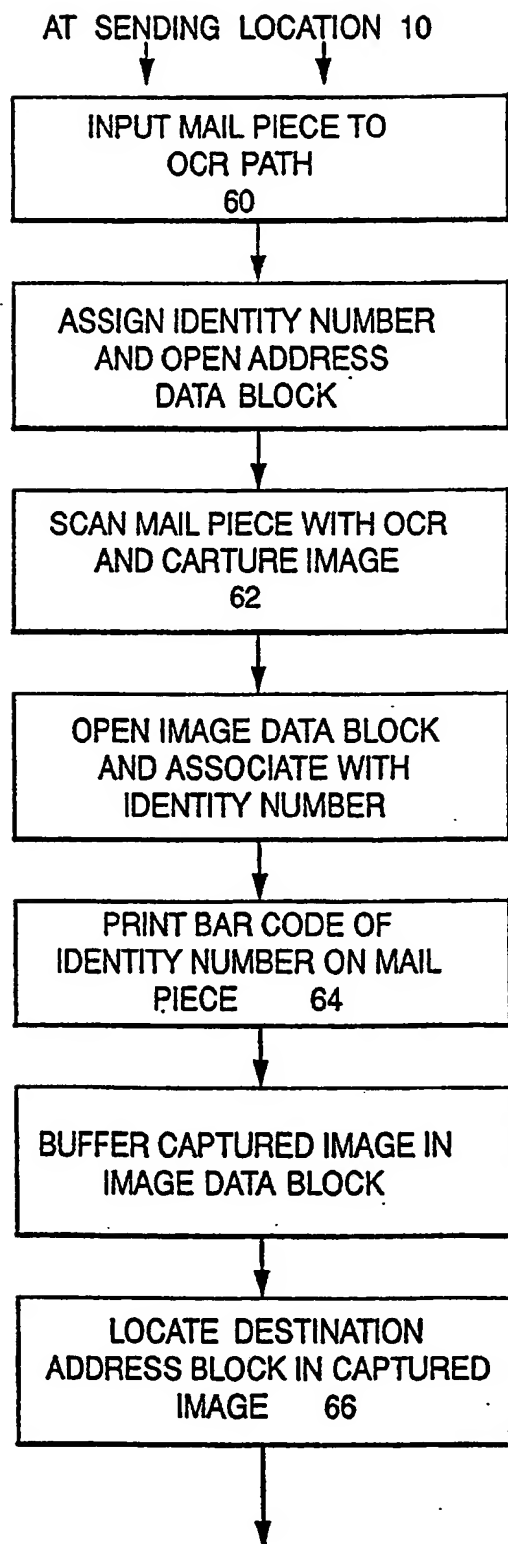 AT SENDING LOCATION 10
INPUT MAIL PIECE TO
OCR PATH
60
ASSIGN IDENTITY NUMBER
AND OPEN ADDRESS
DATA BLOCK
SCAN MAIL PIECE WITH OCR
AND CARTURE IMAGE
62
OPEN IMAGE DATA BLOCK
AND ASSOCIATE WITH
IDENTITY NUMBER
PRINT BAR CODE OF
IDENTITY NUMBER ON MAIL
PIECE 64
BUFFER CAPTURED IMAGE IN
IMAGE DATA BLOCK
LOCATE DESTINATION
ADDRESS BLOCK IN CAPTURED
IMAGE 66